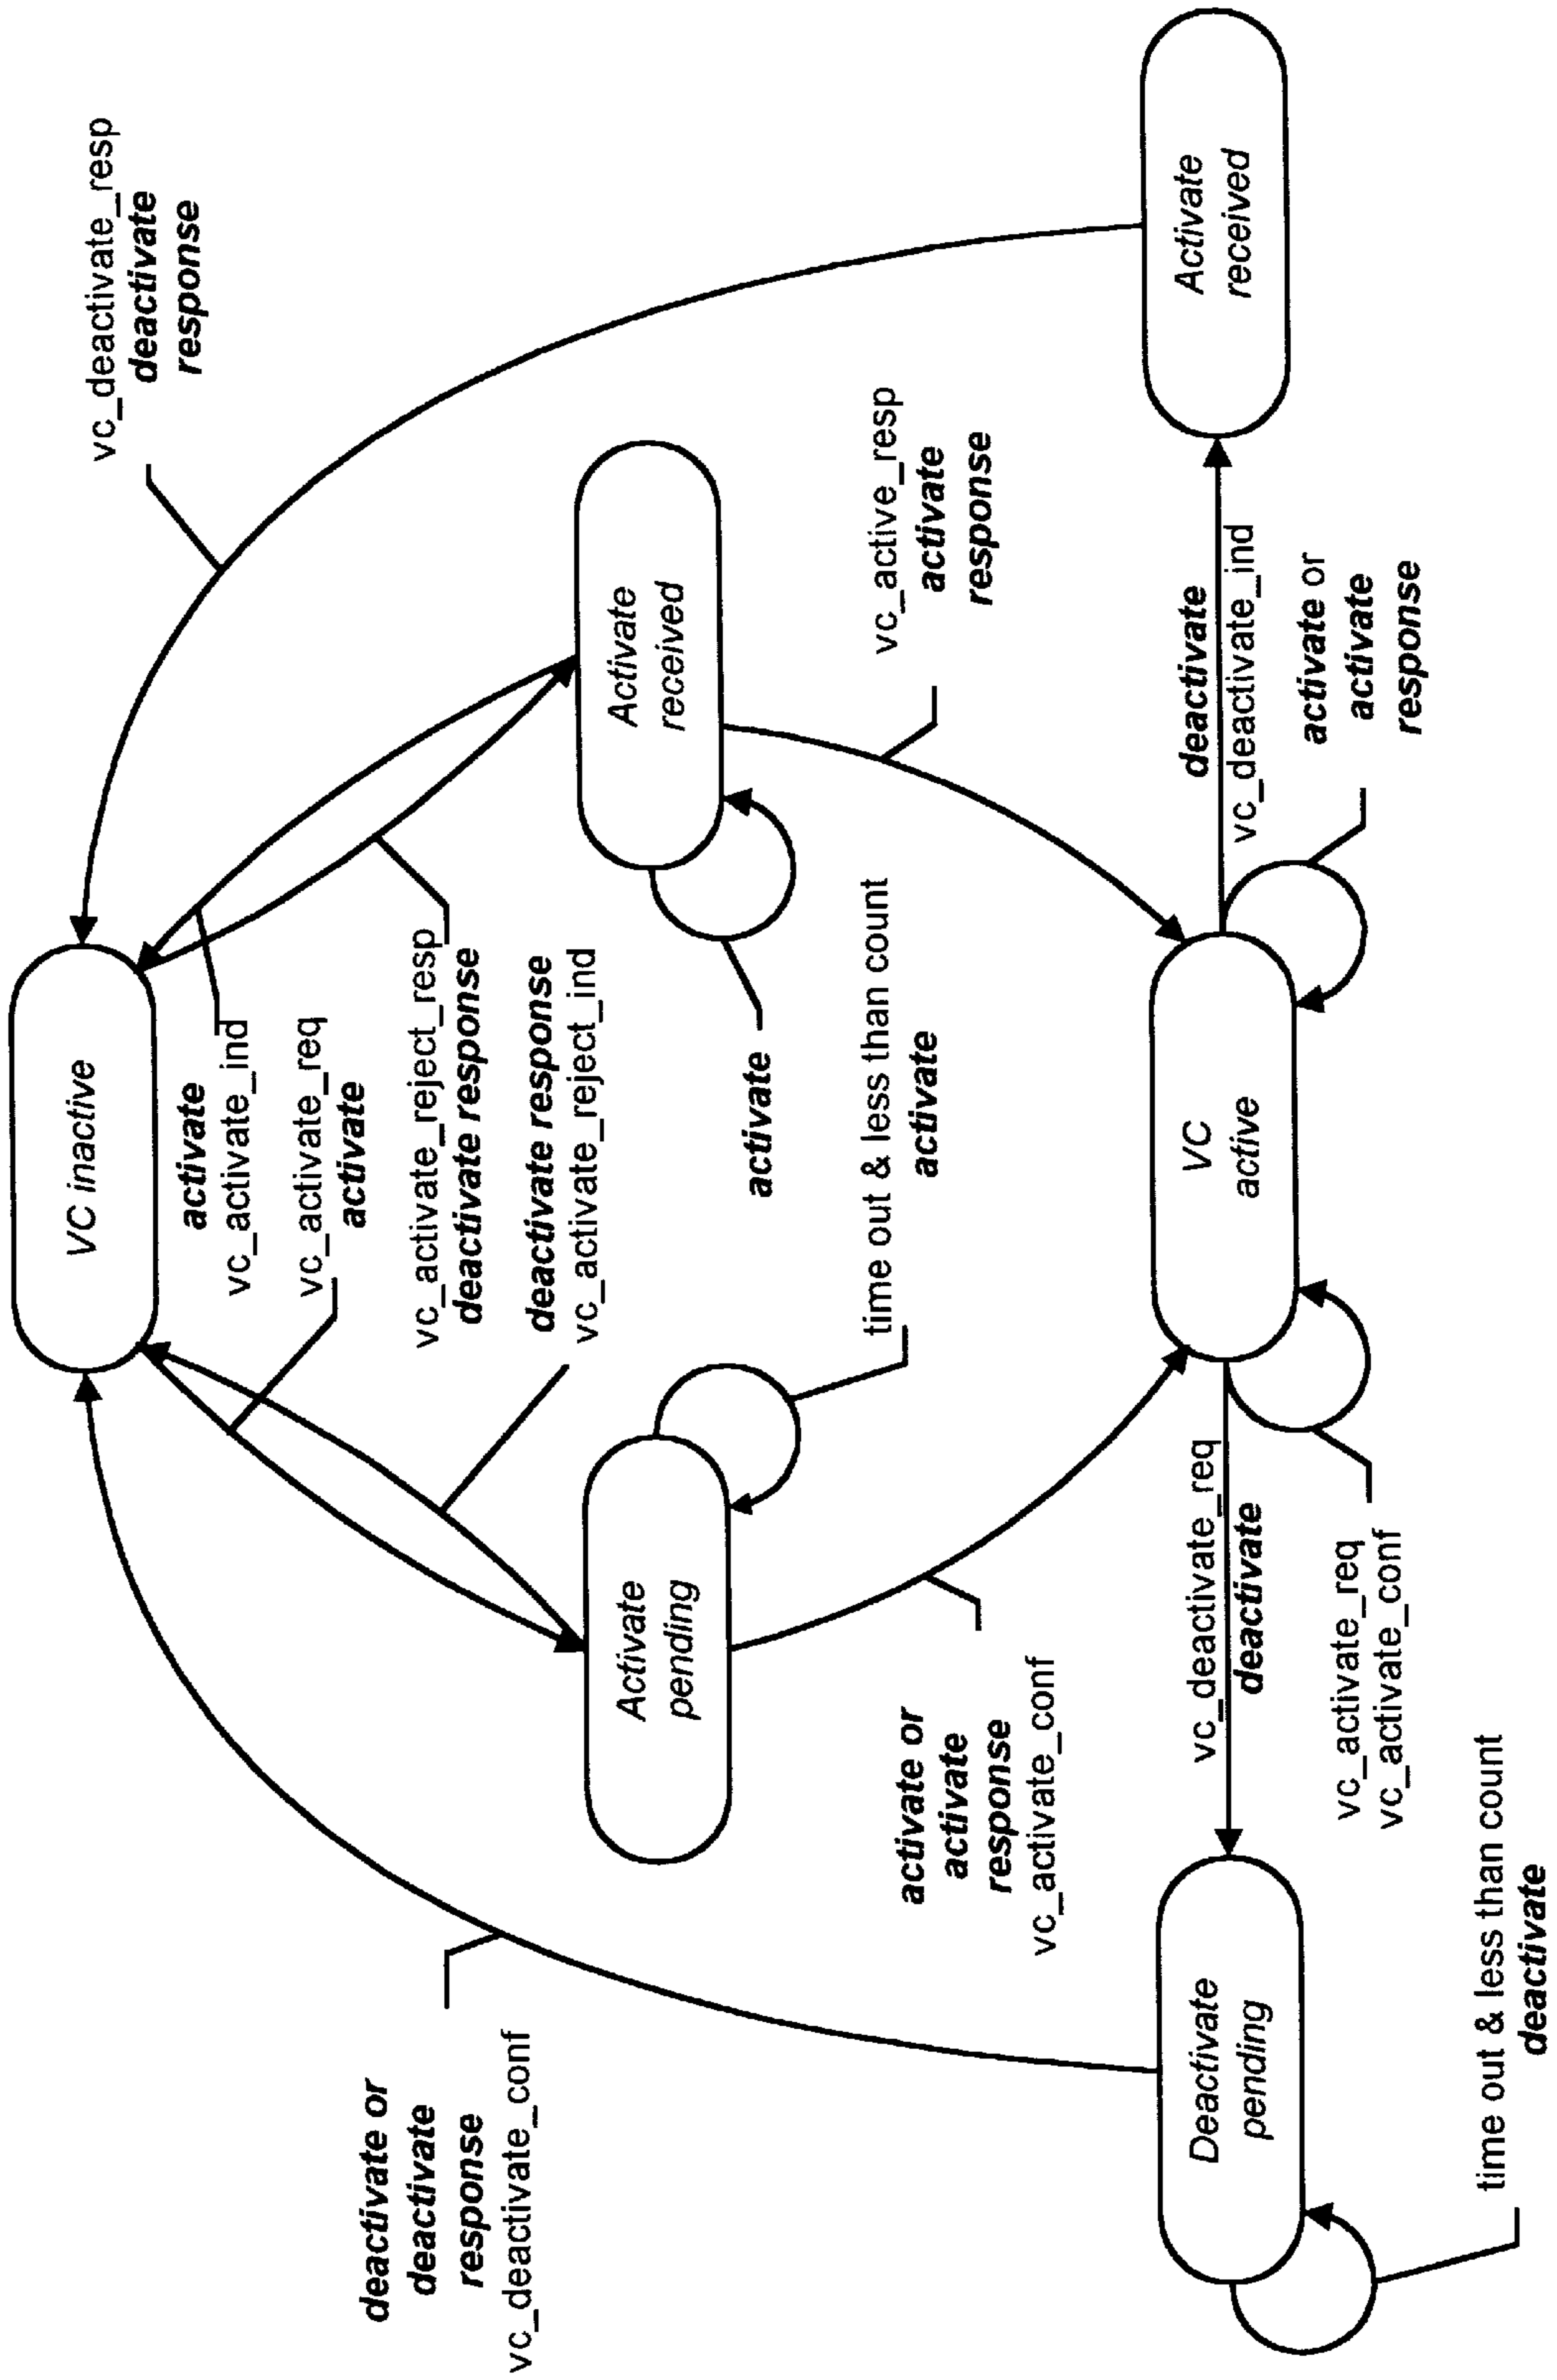 VC inactive
activate
vc_activate_ind
vc_activate_req
activate
vc_activate_reject_resp
deactivate response
deactivate response
vc_activate_reject_ind
vc_deactivate_resp
deactivate
response
deactivate or
deactivate
response
vc_deactivate_conf
Activate
pending
time out & less than count
activate
Activate
received
activate
vc_active_resp
activate
response
activate or
activate
response
vc_activate_conf
VC
active
vc_deactivate_req
deactivate
deactivate
vc_deactivate_ind
vc_activate_req
vc_activate_conf
activate or
activate
response
Deactivate
pending
time out & less than count
deactivate
Activate
received